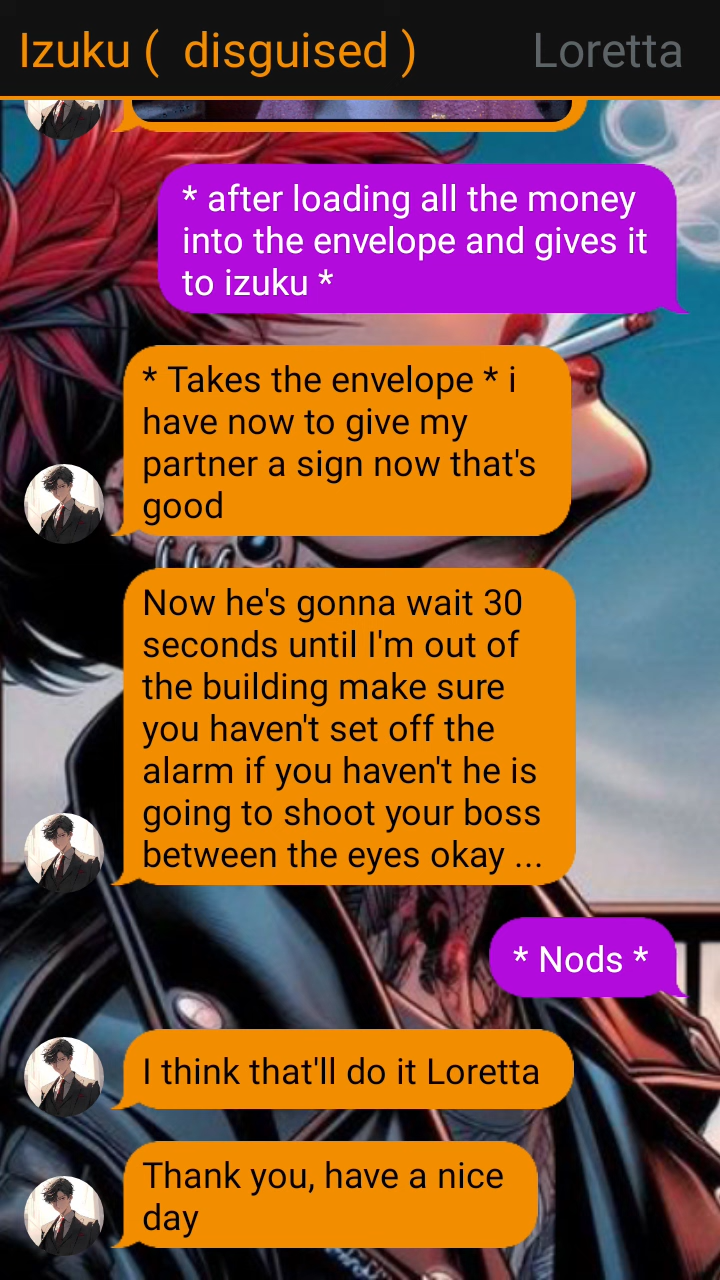 Izuku (  disguised )
Loretta
* after loading all the money
into the envelope and gives it
to izuku *
* Takes the envelope * i
have now to give my
partner a sign now that's
good
Now he's gonna wait 30
seconds until I'm out of
the building make sure
you haven't set off the
alarm if you haven't he is
going to shoot your boss
between the eyes okay ...
* Nods *
I think that'll do it Loretta
Thank you, have a nice
day